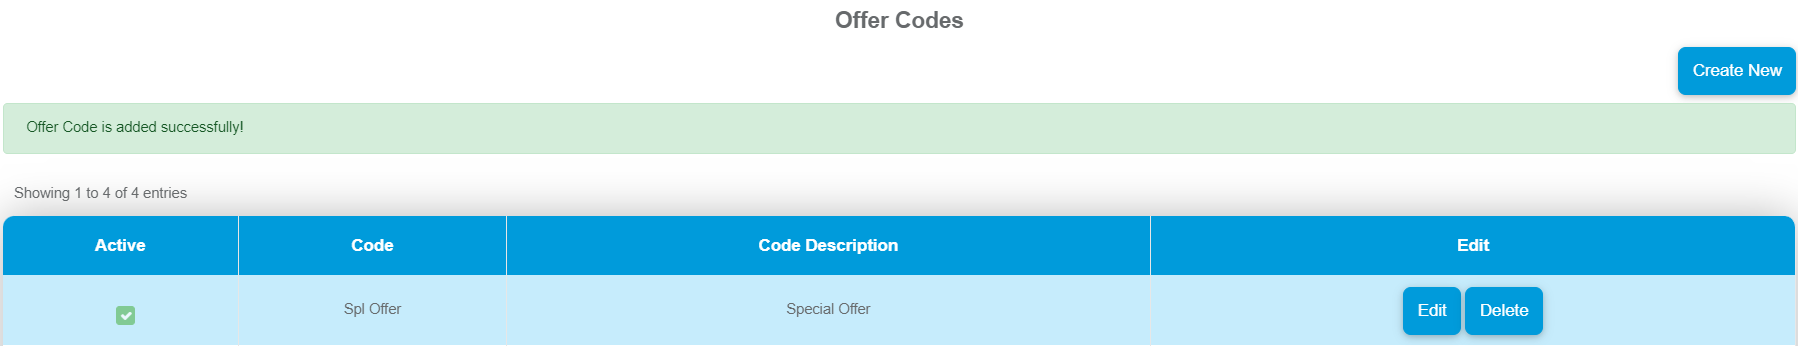 Offer Codes
Create New
Offer Code is added successfully!
Showing 1 to 4 of 4 entries
Active Code Code Description Edit
Spl Offer Special Offer Edit Delete